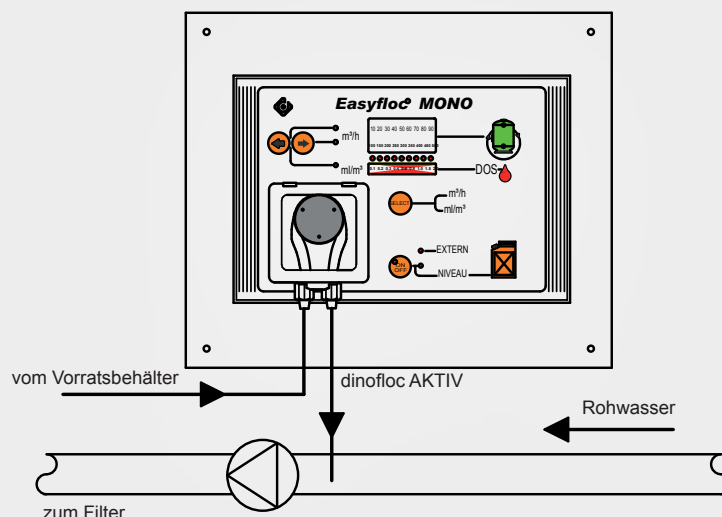 Easyfloc MONO
10 20 30 40 50 60 70 80 90
m³/h
ml/m³
DOS
SELECT
m³/h
ml/m³
EXTERN
ON
OFF
NIVEAU
vom Vorratsbehälter
dinofloc AKTIV
Rohwasser
zum Filter